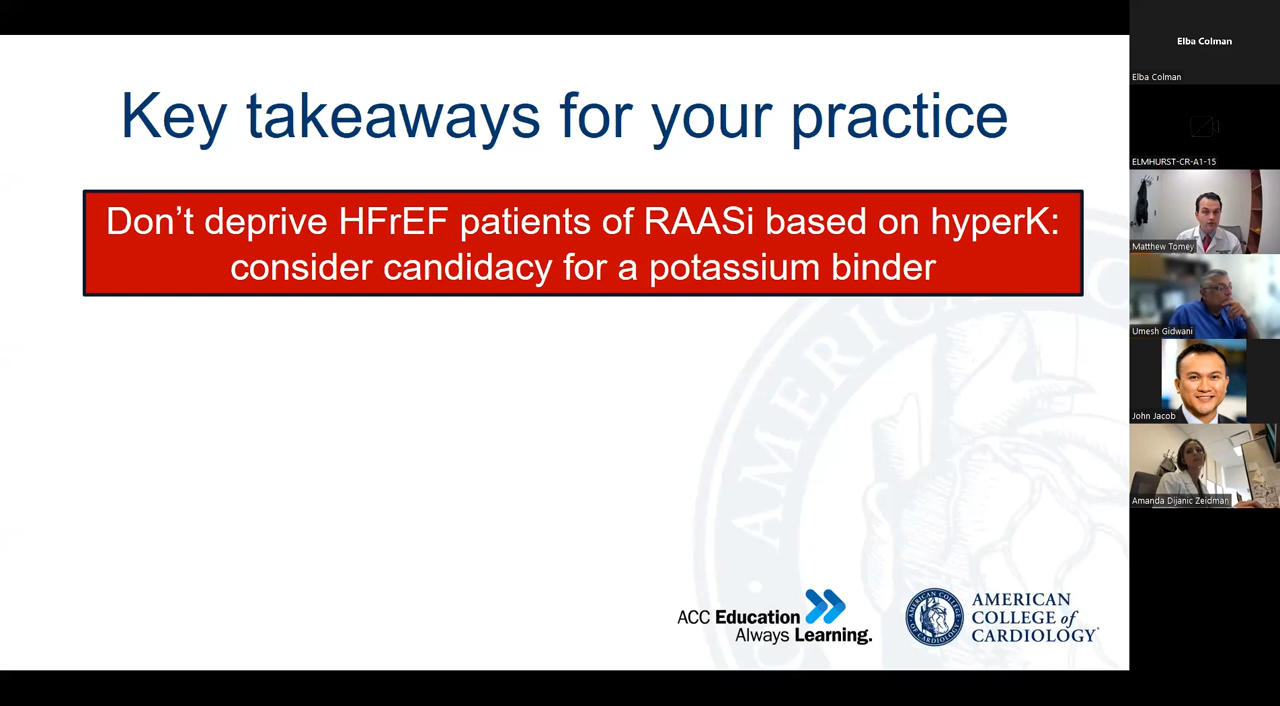 Key takeaways for your practice
Don’t deprive HFrEF patients of RAASi based on hyperK:
consider candidacy for a potassium binder
ACC Education
Always Learning.
AMERICAN
COLLEGE of
CARDIOLOGY
Elba Colman
Elba Colman
ELMHURST-CR-A1-15
Matthew Tomey
Umesh Gidwani
John Jacob
Amanda Dijanic Zeidman
AMERICAN C